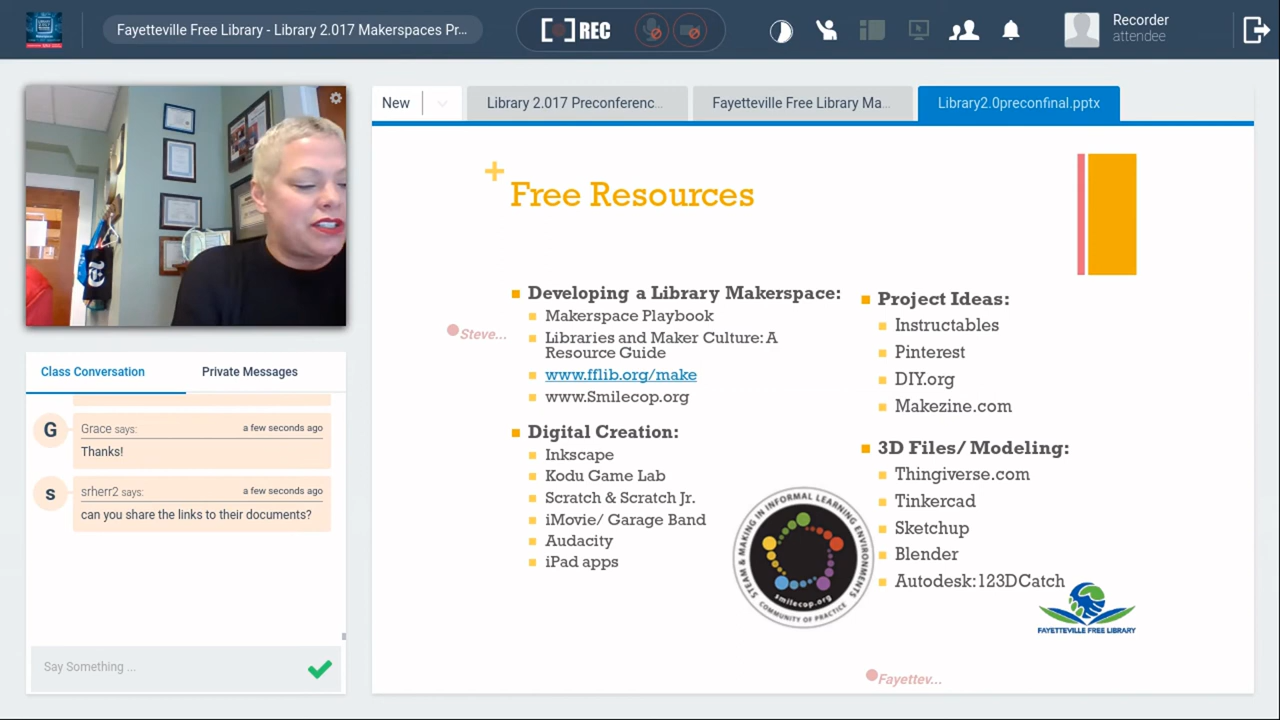 Fayetteville Free Library - Library 2.017 Makerspaces Pr...
REC
Recorder
attendee
New
Library 2.017 Preconferenc...
Fayetteville Free Library Ma...
Library2.0preconfinal.pptx
Class Conversation
Private Messages
G
Grace says:
a few seconds ago
Thanks!
s
srherr2 says:
a few seconds ago
can you share the links to their documents?
Say Something ...
+
Free Resources
Developing a Library Makerspace:
Makerspace Playbook
Libraries and Maker Culture: A
Resource Guide
www.fflib.org/make
www.Smilecop.org
Digital Creation:
Inkscape
Kodu Game Lab
Scratch & Scratch Jr.
iMovie/ Garage Band
Audacity
iPad apps
Steve...
Project Ideas:
Instructables
Pinterest
DIY.org
Makezine.com
3D Files/ Modeling:
Thingiverse.com
Tinkercad
Sketchup
Blender
Autodesk:123DCatch
STEAM & MAKING IN INFORMAL LEARNING ENVIRONMENTS
smilecop.org
COMMUNITY OF PRACTICE
FAYETTEVILLE FREE LIBRARY
Fayettev...